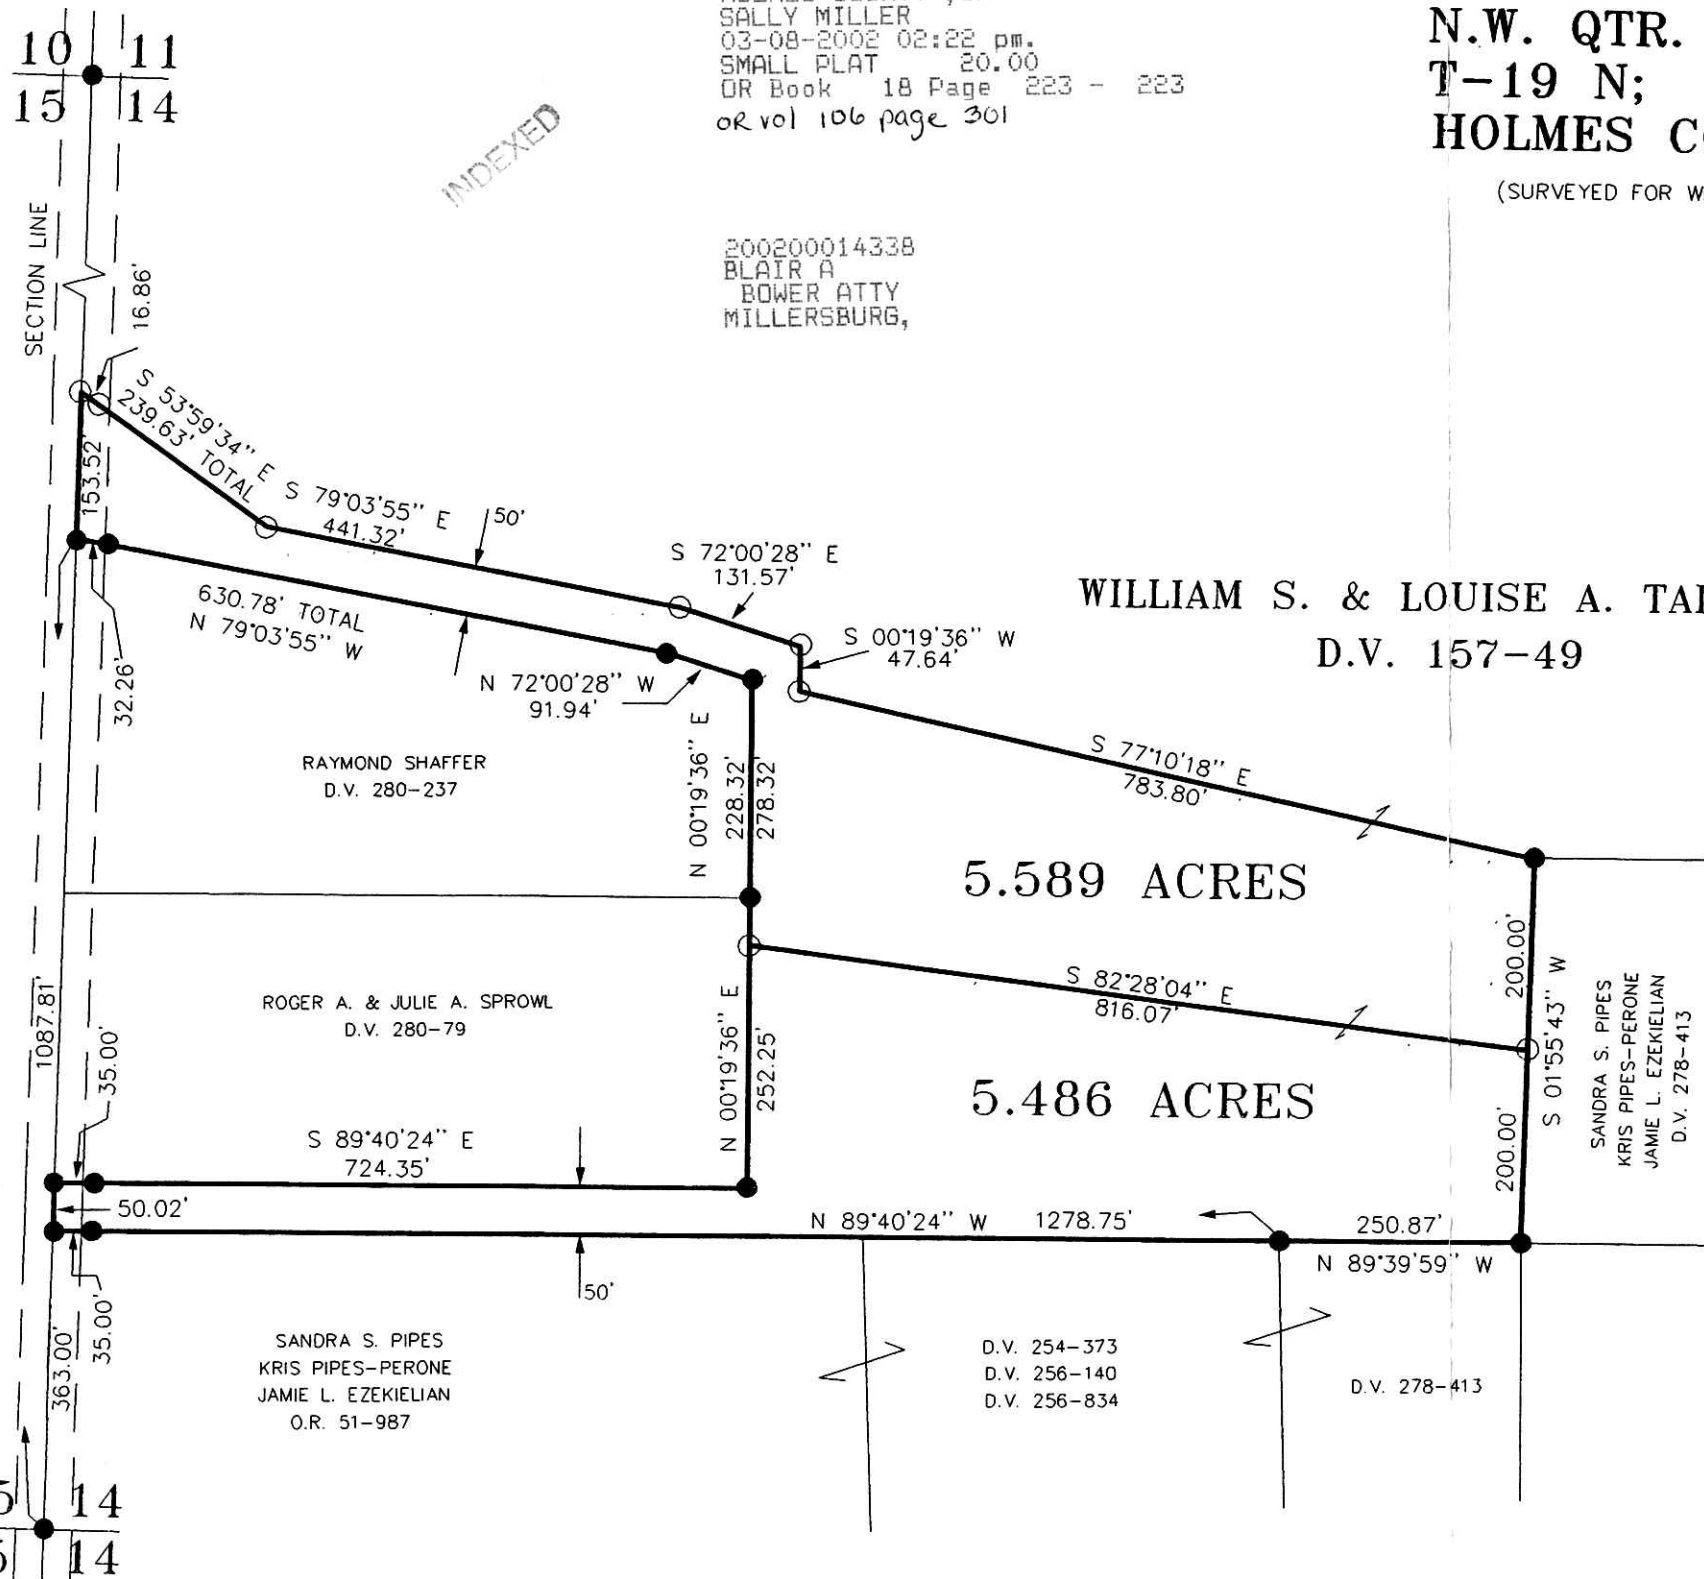 SALLY MILLER
03-08-2002 02:22 pm.
SMALL PLAT 20.00
OR Book 18 Page 223 - 223
OR vol 106 page 301
INDEXED
200200014338
BLAIR A
BOWER ATTY
MILLERSBURG,
N.W. QTR.
T-19 N;
HOLMES
(SURVEYED FOR
10 11
15 14
SECTION LINE
16.86'
S 53°59'34" E
239.63' TOTAL
153.52'
S 79°03'55" E
441.32'
50'
S 72°00'28" E
131.57'
WILLIAM S. & LOUISE A.
D.V. 157-49
S 00°19'36" W
47.64'
630.78' TOTAL
N 79°03'55" W
32.26'
N 72°00'28" W
91.94'
RAYMOND SHAFFER
D.V. 280-237
N 00°19'36" E
228.32'
278.32'
S 77°10'18" E
783.80'
5.589 ACRES
200.00'
S 01°55'43" W
SANDRA S. PIPES
KRIS PIPES-PERONE
JAMIE L. EZEKIELIAN
D.V. 278-413
S 82°28'04" E
816.07'
1087.81'
ROGER A. & JULIE A. SPROWL
D.V. 280-79
35.00'
N 00°19'36" E
252.25'
5.486 ACRES
200.00'
S 89°40'24" E
724.35'
50.02'
N 89°40'24" W 1278.75'
250.87'
N 89°39'59" W
50'
35.00'
363.00'
SANDRA S. PIPES
KRIS PIPES-PERONE
JAMIE L. EZEKIELIAN
O.R. 51-987
D.V. 254-373
D.V. 256-140
D.V. 256-834
D.V. 278-413
14
14